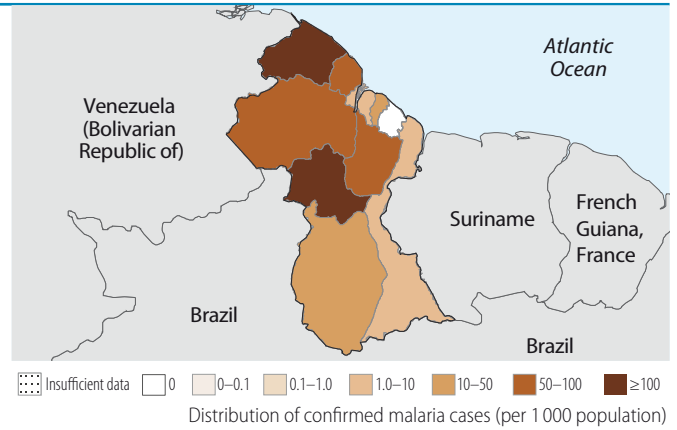 Atlantic
Ocean
Venezuela
(Bolivarian
Republic of)
Suriname
French
Guiana,
France
Brazil
Brazil
Insufficient data 0 0–0.1 0.1–1.0 1.0–10 10–50 50–100 ≥100
Distribution of confirmed malaria cases (per 1 000 population)